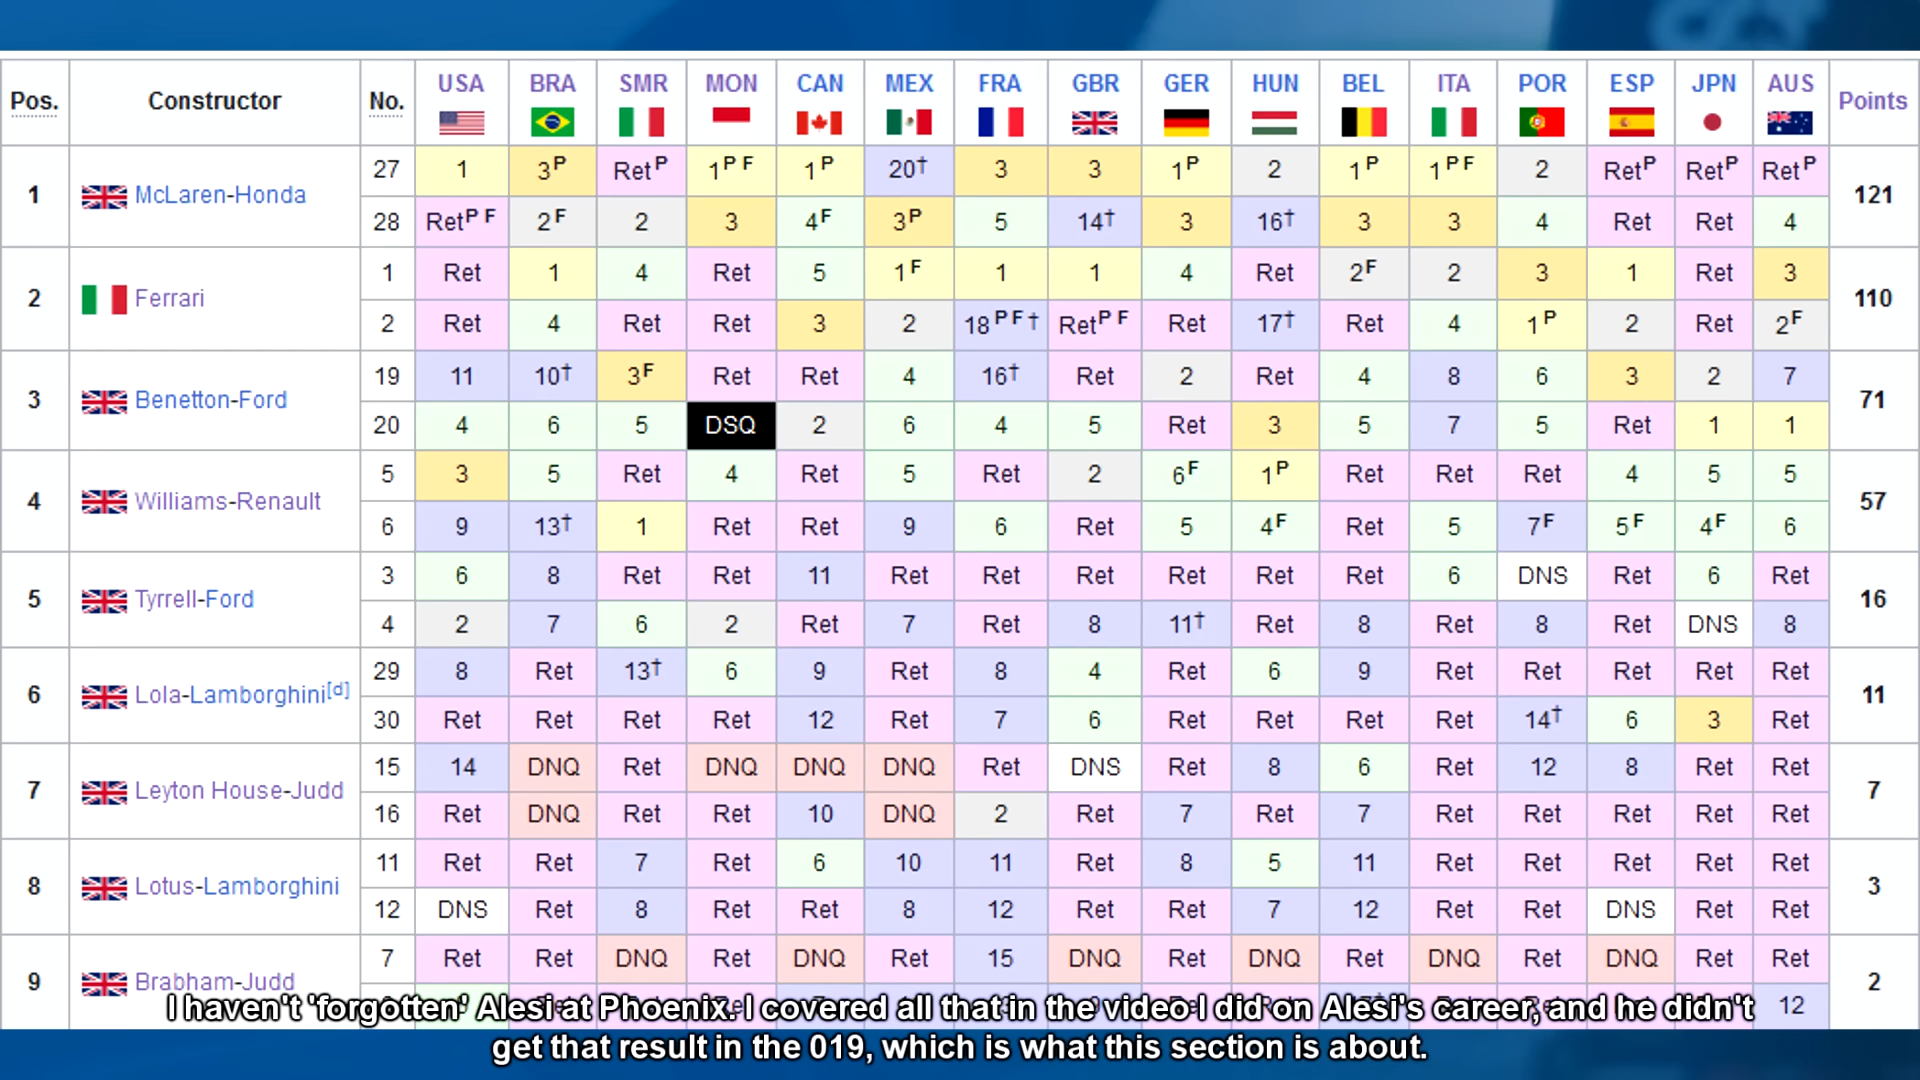 Pos. Constructor No. USA BRA SMR MON CAN MEX FRA GBR GER HUN BEL ITA POR ESP JPN AUS Points
1 McLaren-Honda 121
27 1 3P RetP 1P F 1P 20† 3 3 1P 2 1P 1P F 2 RetP RetP RetP
28 RetP F 2F 2 3 4F 3P 5 14† 3 16† 3 3 4 Ret Ret 4
2 Ferrari 110
1 Ret 1 4 Ret 5 1F 1 1 4 Ret 2F 2 3 1 Ret 3
2 Ret 4 Ret Ret 3 2 18P F† RetP F Ret 17† Ret 4 1P 2 Ret 2F
3 Benetton-Ford 71
19 11 10† 3F Ret Ret 4 16† Ret 2 Ret 4 8 6 3 2 7
20 4 6 5 DSQ 2 6 4 5 Ret 3 5 7 5 Ret 1 1
4 Williams-Renault 57
5 3 5 Ret 4 Ret 5 Ret 2 6F 1P Ret Ret Ret 4 5 5
6 9 13† 1 Ret Ret 9 6 Ret 5 4F Ret 5 7F 5F 4F 6
5 Tyrrell-Ford 16
3 6 8 Ret Ret 11 Ret Ret Ret Ret Ret Ret 6 DNS Ret 6 Ret
4 2 7 6 2 Ret 7 Ret 8 11† Ret 8 Ret 8 Ret DNS 8
6 Lola-Lamborghini[d] 11
29 8 Ret 13† 6 9 Ret 8 4 Ret 6 9 Ret Ret Ret Ret Ret
30 Ret Ret Ret Ret 12 Ret 7 6 Ret Ret Ret Ret 14† 6 3 Ret
7 Leyton House-Judd 7
15 14 DNQ Ret DNQ DNQ DNQ Ret DNS Ret 8 6 Ret 12 8 Ret Ret
16 Ret DNQ Ret Ret 10 DNQ 2 Ret 7 Ret 7 Ret Ret Ret Ret Ret
8 Lotus-Lamborghini 3
11 Ret Ret 7 Ret 6 10 11 Ret 8 5 11 Ret Ret Ret Ret Ret
12 DNS Ret 8 Ret Ret 8 12 Ret Ret 7 12 Ret Ret DNS Ret Ret
9 Brabham-Judd 2
7 Ret Ret DNQ Ret DNQ Ret 15 DNQ Ret DNQ Ret DNQ Ret DNQ Ret Ret
12
I haven't 'forgotten' Alesi at Phoenix. I covered all that in the video I did on Alesi's career, and he didn't
get that result in the 019, which is what this section is about.